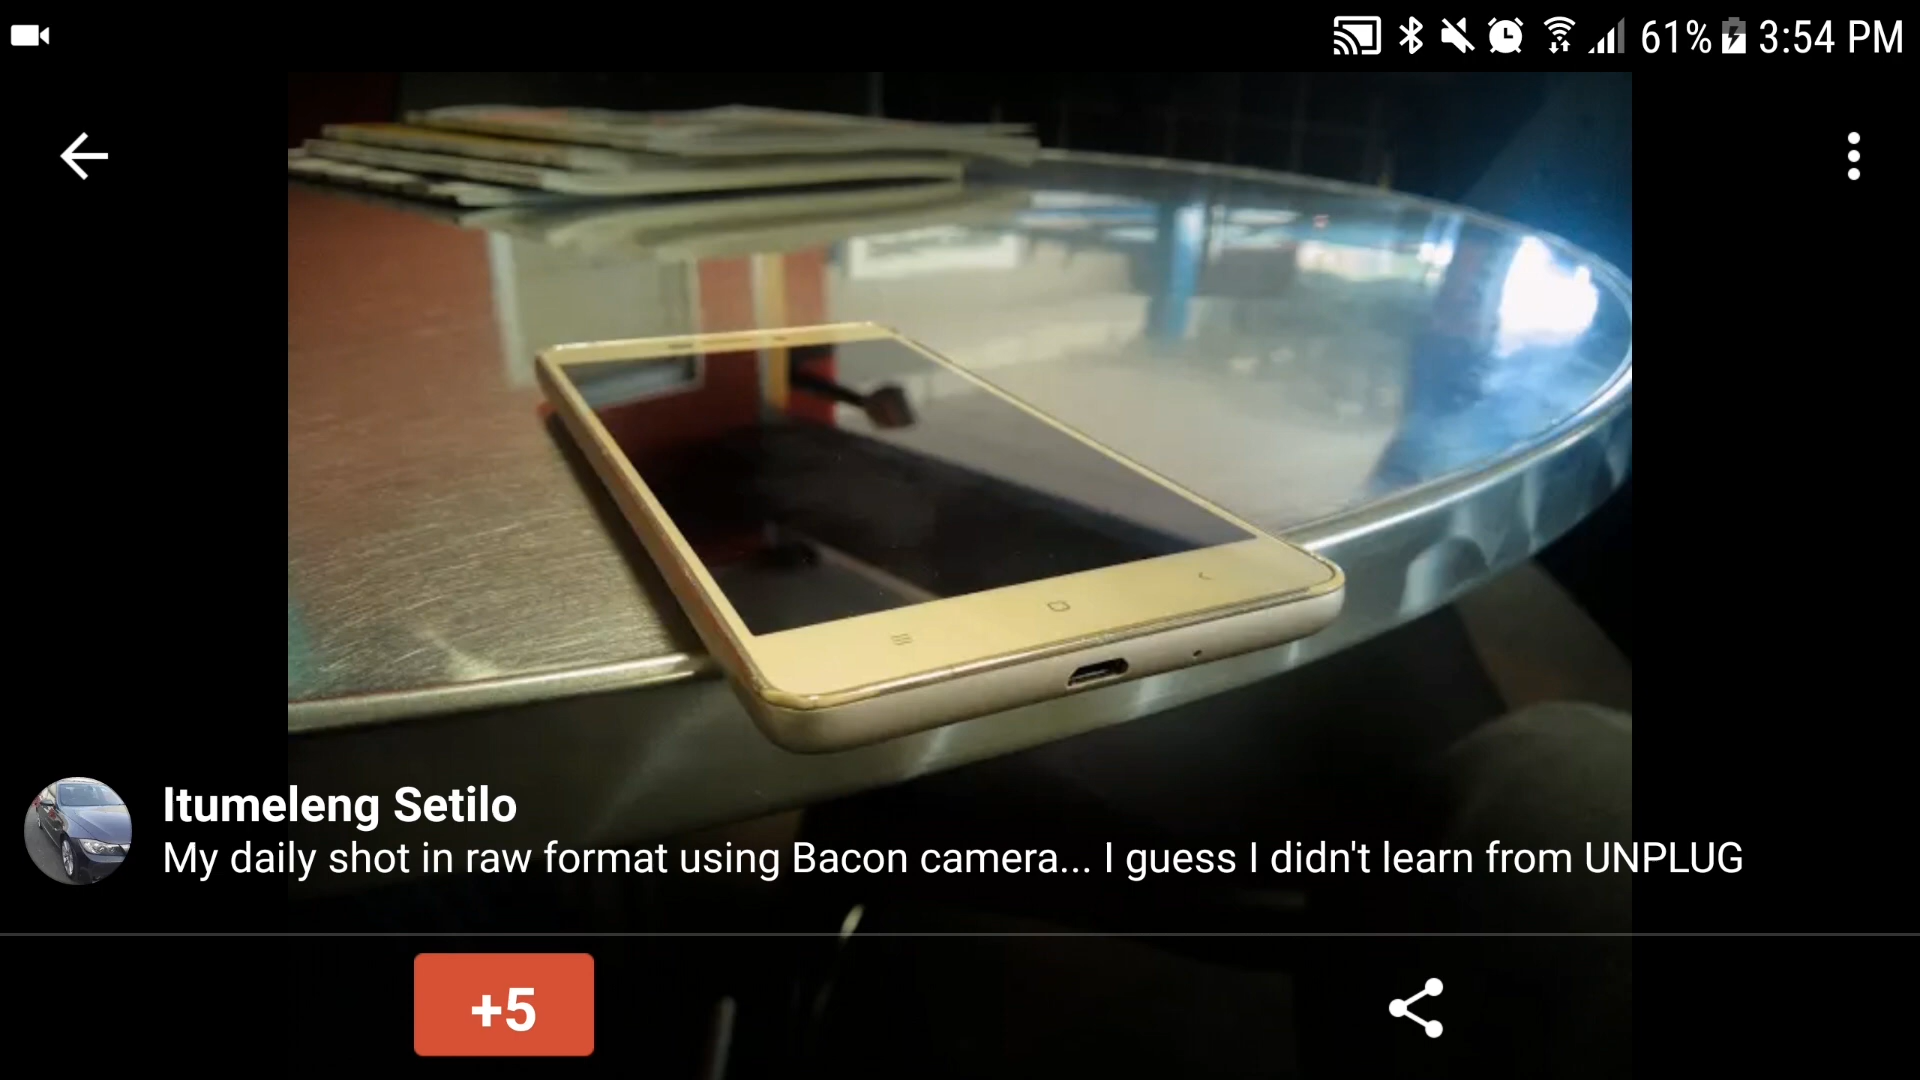 61% 3:54 PM
Itumeleng Setilo
My daily shot in raw format using Bacon camera... I guess I didn't learn from UNPLUG
+5